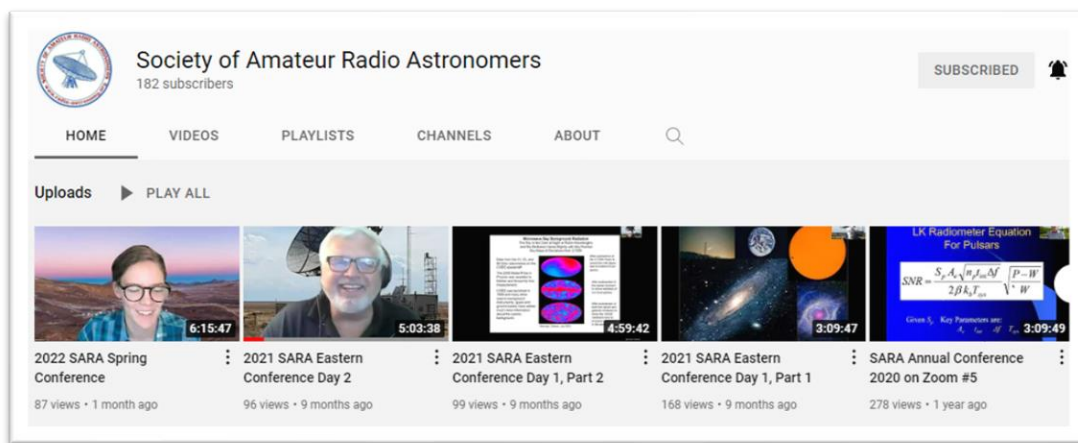 Society of Amateur Radio Astronomers
182 subscribers
SUBSCRIBED
HOME VIDEOS PLAYLISTS CHANNELS ABOUT
Uploads PLAY ALL
LK Radiometer Equation
For Pulsars
6:15:47 5:03:38 4:59:42 3:09:47 3:09:49
2022 SARA Spring
Conference
87 views • 1 month ago
2021 SARA Eastern
Conference Day 2
96 views • 9 months ago
2021 SARA Eastern
Conference Day 1, Part 2
99 views • 9 months ago
2021 SARA Eastern
Conference Day 1, Part 1
168 views • 9 months ago
SARA Annual Conference
2020 on Zoom #5
278 views • 1 year ago